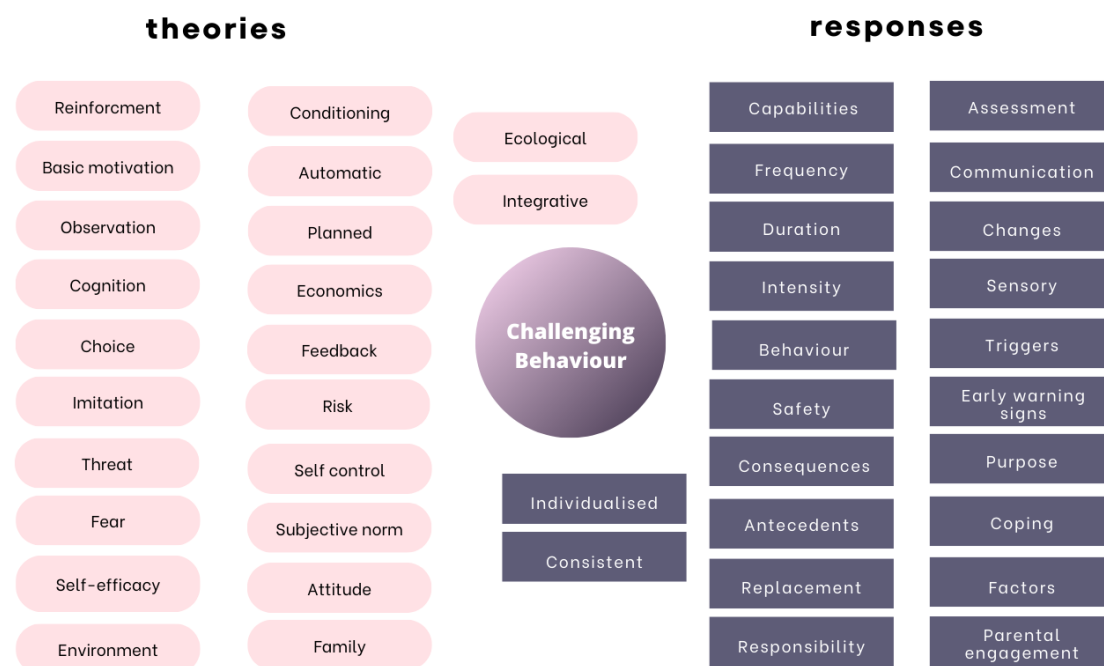 theories
responses
Reinforcment
Basic motivation
Observation
Cognition
Choice
Imitation
Threat
Fear
Self-efficacy
Environment
Conditioning
Automatic
Planned
Economics
Feedback
Risk
Self control
Subjective norm
Attitude
Family
Ecological
Integrative
Challenging
Behaviour
Individualised
Consistent
Capabilities
Frequency
Duration
Intensity
Behaviour
Safety
Consequences
Antecedents
Replacement
Responsibility
Assessment
Communication
Changes
Sensory
Triggers
Early warning
signs
Purpose
Coping
Factors
Parental
engagement